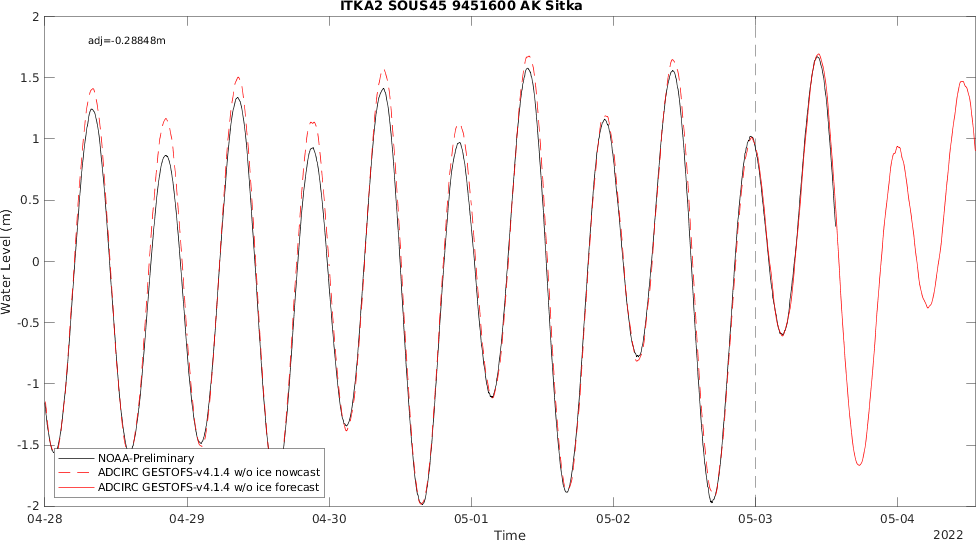 ITKA2 SOUS45 9451600 AK Sitka
adj=-0.28848m
2
1.5
1
0.5
0
-0.5
-1
-1.5
-2
Water Level (m)
NOAA-Preliminary
ADCIRC GESTOFS-v4.1.4 w/o ice nowcast
ADCIRC GESTOFS-v4.1.4 w/o ice forecast
04-28 04-29 04-30 05-01 05-02 05-03 05-04
Time
2022